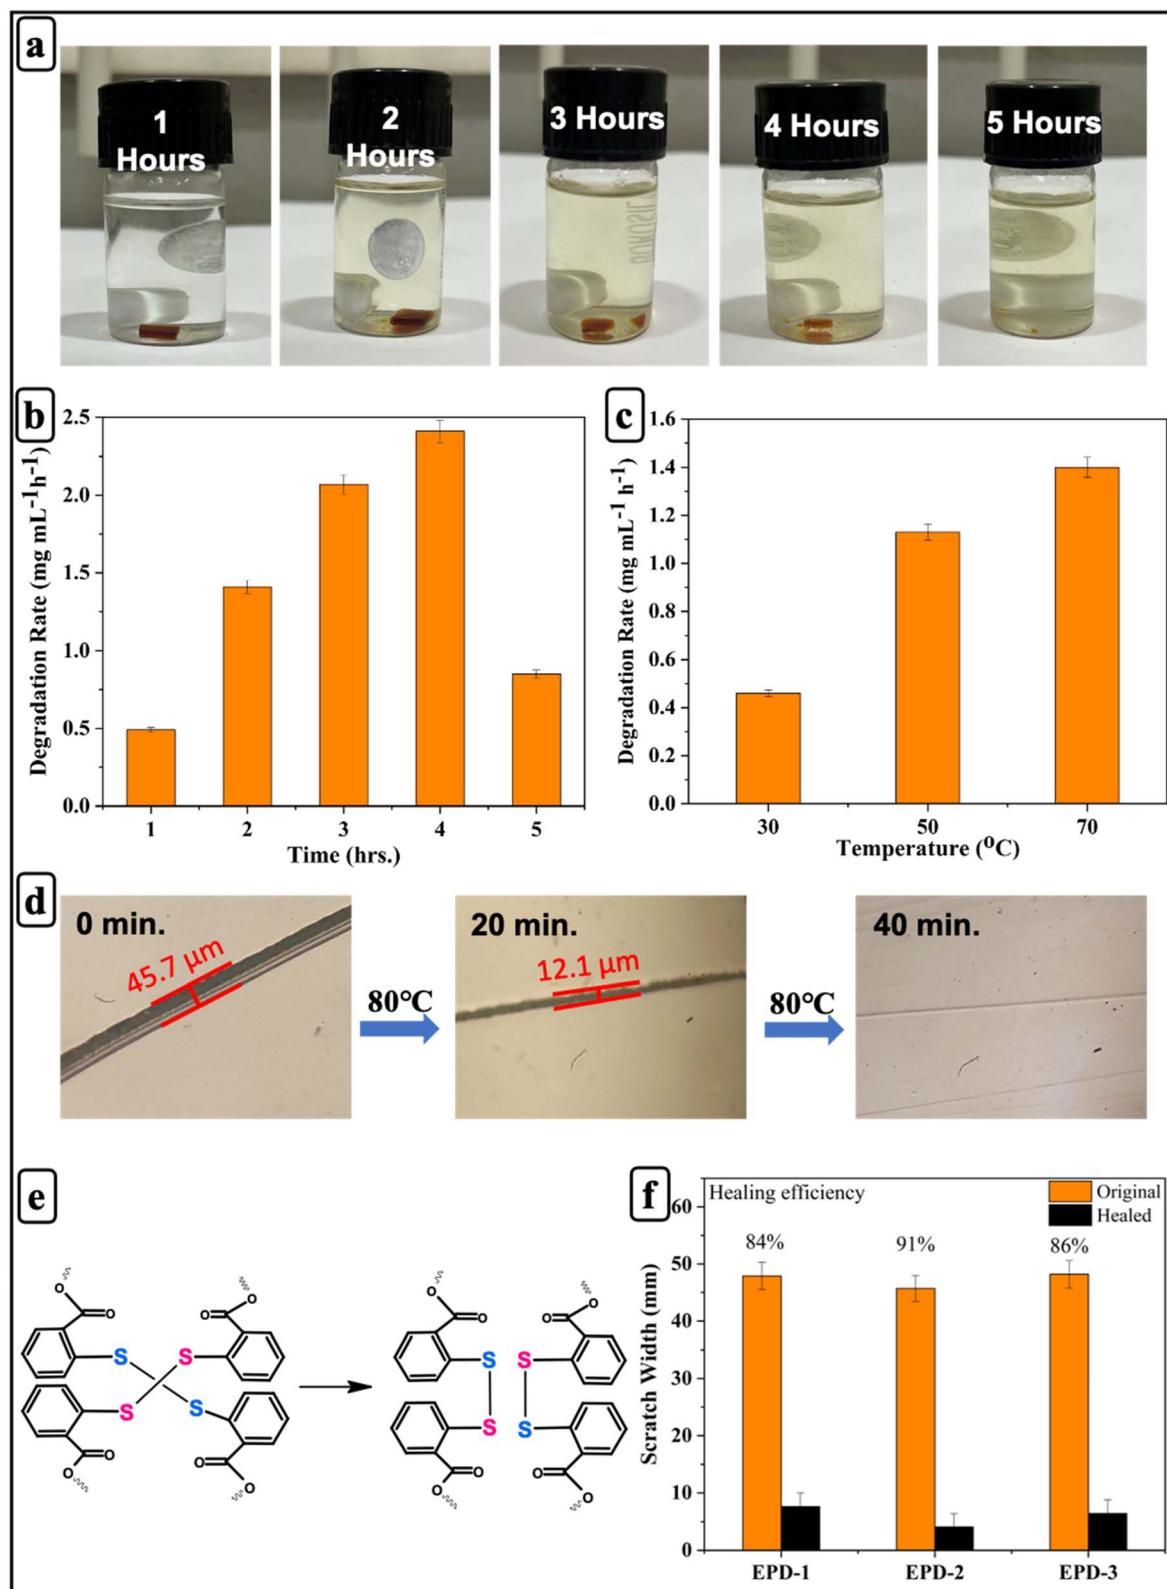 a
1
Hours
2
Hours
3 Hours
4 Hours
5 Hours
b
Degradation Rate (mg mL⁻¹h⁻¹)
2.5
2.0
1.5
1.0
0.5
0.0
1 2 3 4 5
Time (hrs.)
c
Degradation Rate (mg mL⁻¹ h⁻¹)
1.6
1.4
1.2
1.0
0.8
0.6
0.4
0.2
0.0
30 50 70
Temperature (⁰C)
d
0 min.
45.7 µm
80°C
20 min.
12.1 µm
80°C
40 min.
e
O O O O
S S
S S
O O O O
O O O O
S S
S S
O O O O
f
Healing efficiency
Original
Healed
84% 91% 86%
Scratch Width (mm)
60
50
40
30
20
10
0
EPD-1 EPD-2 EPD-3